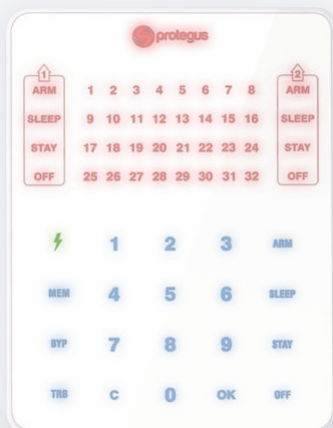 protegus
1 2
ARM 1 2 3 4 5 6 7 8 ARM
SLEEP 9 10 11 12 13 14 15 16 SLEEP
STAY 17 18 19 20 21 22 23 24 STAY
OFF 25 26 27 28 29 30 31 32 OFF
1 2 3 ARM
MEM 4 5 6 SLEEP
BYP 7 8 9 STAY
TRB C 0 OK OFF